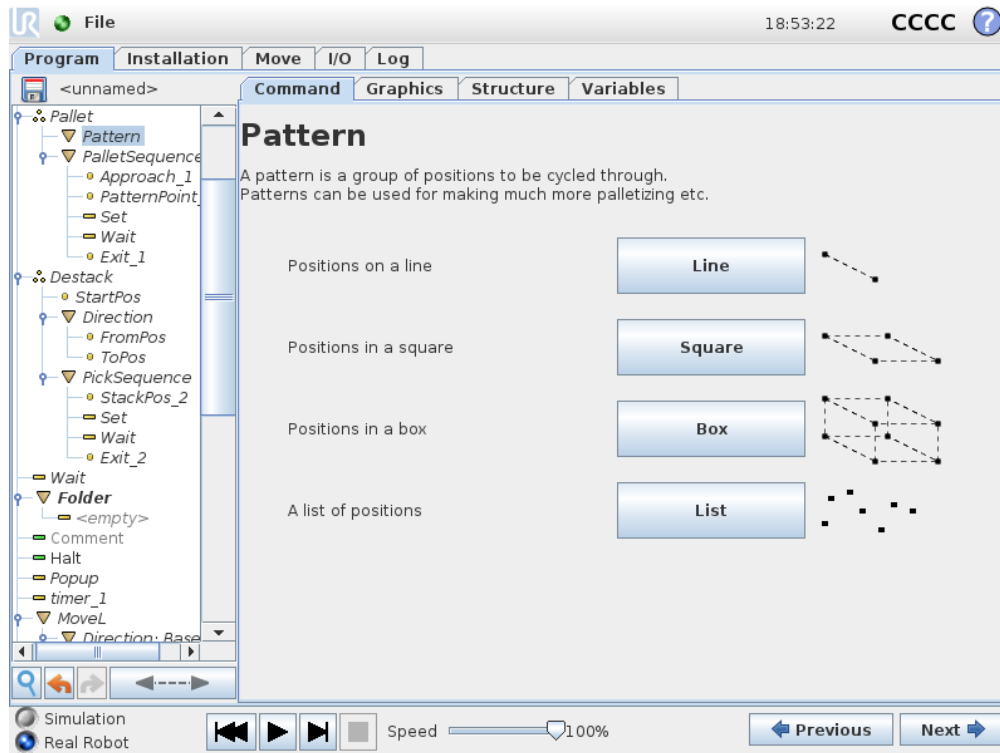 UR File 18:53:22 CCCC ?
Program Installation Move I/O Log
<unnamed> Command Graphics Structure Variables
Pallet
Pattern
PalletSequence
Approach_1
PatternPoint_
Set
Wait
Exit_1
Destack
StartPos
Direction
FromPos
ToPos
PickSequence
StackPos_2
Set
Wait
Exit_2
Wait
Folder
<empty>
Comment
Halt
Popup
timer_1
MoveL
Direction: Base
Pattern
A pattern is a group of positions to be cycled through.
Patterns can be used for making much more palletizing etc.
Positions on a line Line
Positions in a square Square
Positions in a box Box
A list of positions List
Simulation
Real Robot
Speed 100%
Previous Next